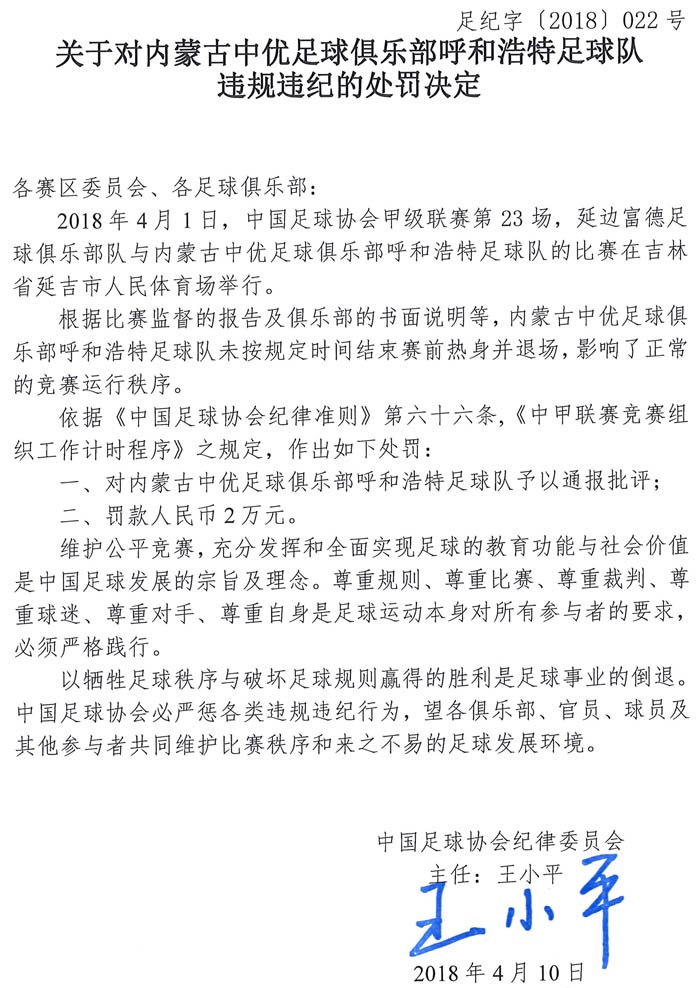 足纪字〔2018〕022号
关于对内蒙古中优足球俱乐部呼和浩特足球队
违规违纪的处罚决定
各赛区委员会、各足球俱乐部：
2018年4月1日，中国足球协会甲级联赛第23场，延边富德足
球俱乐部队与内蒙古中优足球俱乐部呼和浩特足球队的比赛在吉林
省延吉市人民体育场举行。
根据比赛监督的报告及俱乐部的书面说明等，内蒙古中优足球俱
乐部呼和浩特足球队未按规定时间结束赛前热身并退场，影响了正常
的竞赛运行秩序。
依据《中国足球协会纪律准则》第六十六条，《中甲联赛竞赛组
织工作计时程序》之规定，作出如下处罚：
一、对内蒙古中优足球俱乐部呼和浩特足球队予以通报批评；
二、罚款人民币2万元。
维护公平竞赛，充分发挥和全面实现足球的教育功能与社会价值
是中国足球发展的宗旨及理念。尊重规则、尊重比赛、尊重裁判、尊
重球迷、尊重对手、尊重自身是足球运动本身对所有参与者的要求，
必须严格践行。
以牺牲足球秩序与破坏足球规则赢得的胜利是足球事业的倒退。
中国足球协会必严惩各类违规违纪行为，望各俱乐部、官员、球员及
其他参与者共同维护比赛秩序和来之不易的足球发展环境。
中国足球协会纪律委员会
主任：王小平
王小平
2018年4月10日